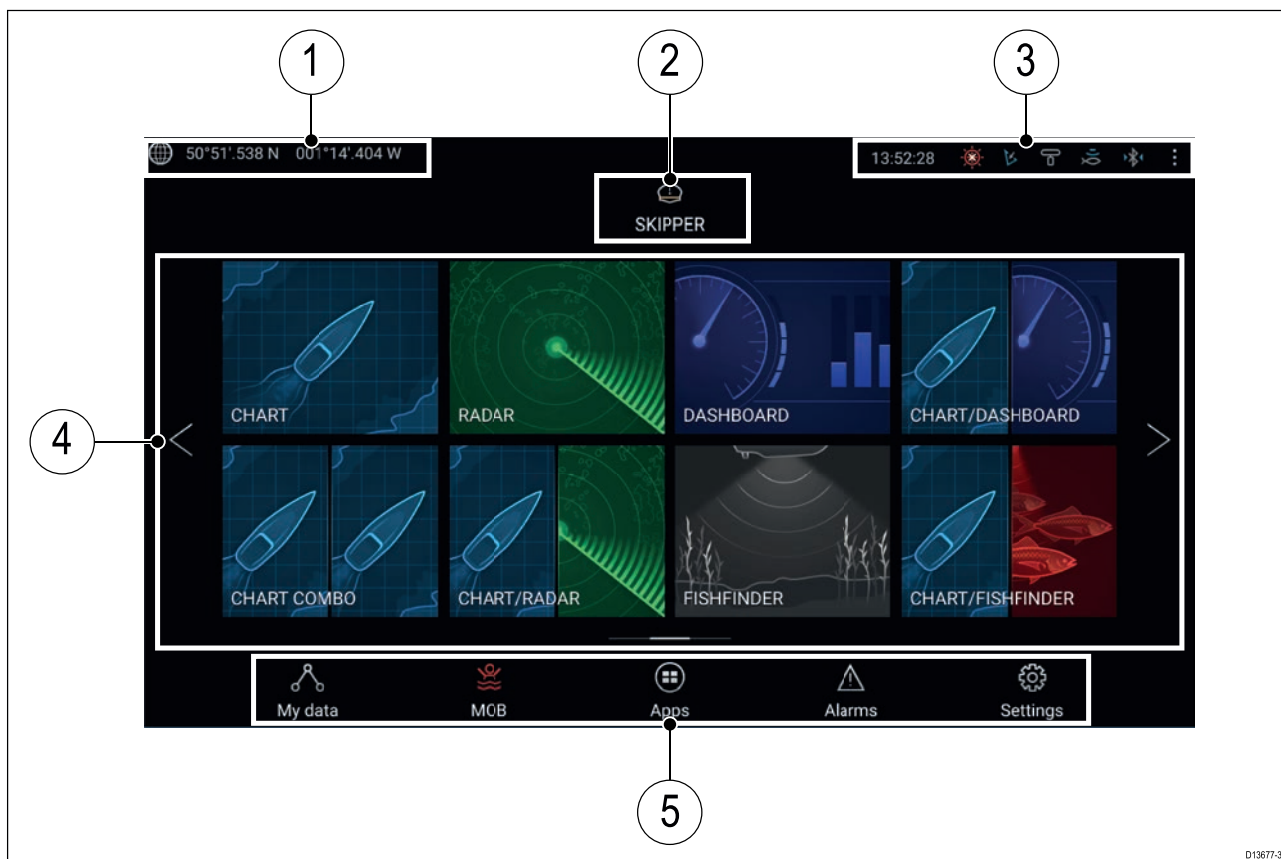 1
2
3
50°51'.538 N 001°14'.404 W
13:52:28
SKIPPER
CHART
RADAR
DASHBOARD
CHART/DASHBOARD
4
CHART COMBO
CHART/RADAR
FISHFINDER
CHART/FISHFINDER
My data
MOB
Apps
Alarms
Settings
5
D13677-3